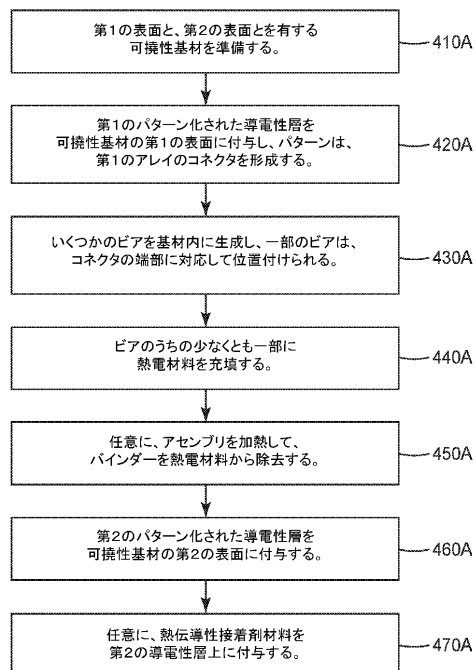 第1の表面と、第2の表面とを有する
可撓性基材を準備する。
410A
第1のパターン化された導電性層を
可撓性基材の第1の表面に付与し、パターンは、
第1のアレイのコネクタを形成する。
420A
いくつかのビアを基材内に生成し、一部のビアは、
コネクタの端部に対応して位置付けられる。
430A
ビアのうちの少なくとも一部に
熱電材料を充填する。
440A
任意に、アセンブリを加熱して、
バインダーを熱電材料から除去する。
450A
第2のパターン化された導電性層を
可撓性基材の第2の表面に付与する。
460A
任意に、熱伝導性接着剤材料を
第2の導電性層上に付与する。
470A